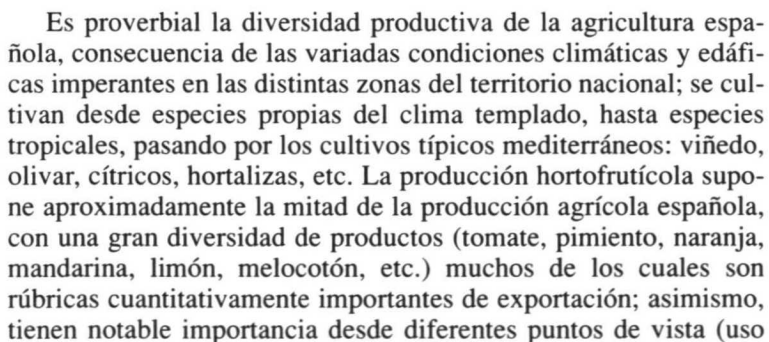 Es proverbial la diversidad productiva de la agricultura espa-
ñola, consecuencia de las variadas condiciones climáticas y edáfi-
cas imperantes en las distintas zonas del territorio nacional; se cul-
tivan desde especies propias del clima templado, hasta especies
tropicales, pasando por los cultivos típicos mediterráneos: viñedo,
olivar, cítricos, hortalizas, etc. La producción hortofrutícola supo-
ne aproximadamente la mitad de la producción agrícola española,
con una gran diversidad de productos (tomate, pimiento, naranja,
mandarina, limón, melocotón, etc.) muchos de los cuales son
rúbricas cuantitativamente importantes de exportación; asimismo,
tienen notable importancia desde diferentes puntos de vista (uso